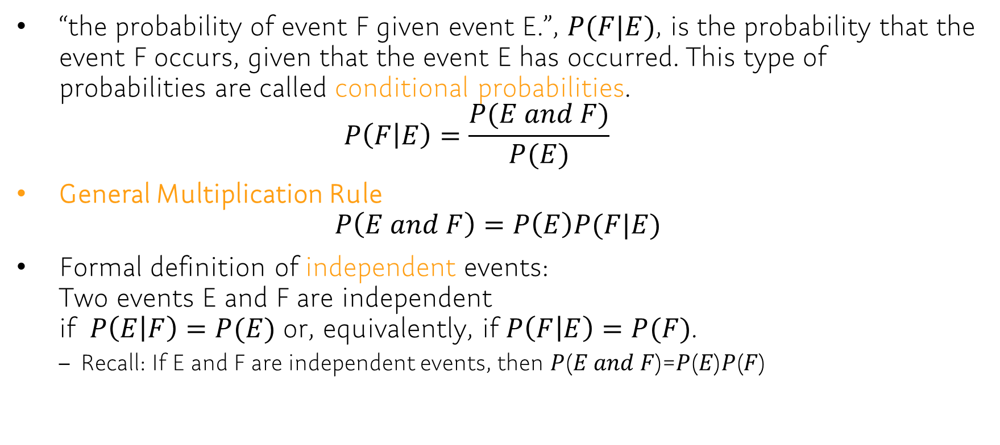 • “the probability of event F given event E.”, P(F|E), is the probability that the
event F occurs, given that the event E has occurred. This type of
probabilities are called conditional probabilities.
P(F|E) = P(E and F) / P(E)
• General Multiplication Rule
P(E and F) = P(E)P(F|E)
• Formal definition of independent events:
Two events E and F are independent
if P(E|F) = P(E) or, equivalently, if P(F|E) = P(F).
– Recall: If E and F are independent events, then P(E and F)=P(E)P(F)